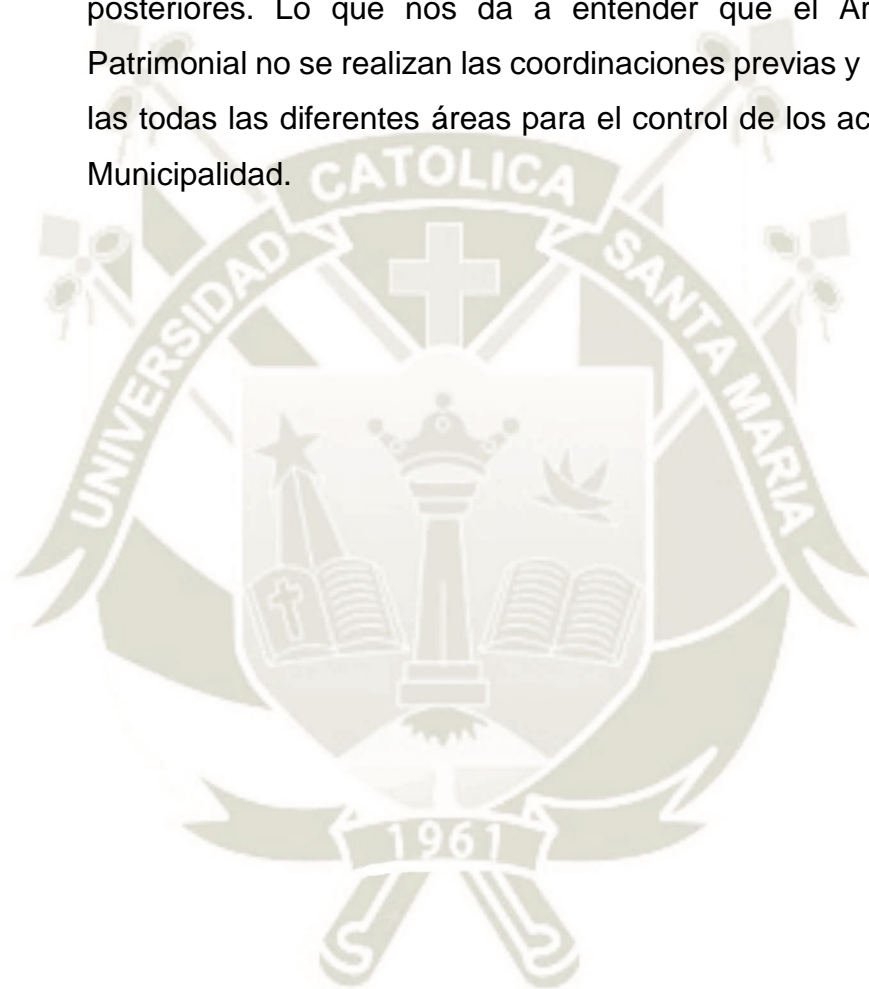 posteriores. Lo que nos da a entender que el Ar
Patrimonial no se realizan las coordinaciones previas y
las todas las diferentes áreas para el control de los ac
Municipalidad.
UNIVERSIDAD CATOLICA SANTA MARIA
1961